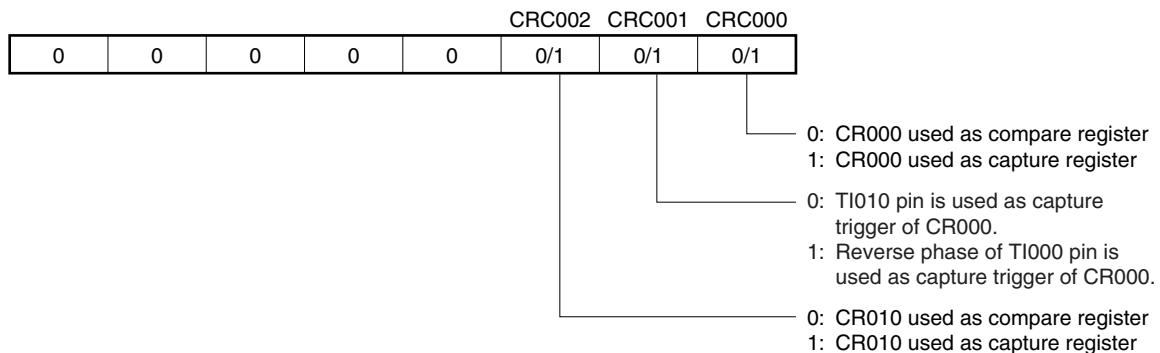 CRC002 CRC001 CRC000
0 0 0 0 0 0/1 0/1 0/1
0: CR000 used as compare register
1: CR000 used as capture register
0: TI010 pin is used as capture
trigger of CR000.
1: Reverse phase of TI000 pin is
used as capture trigger of CR000.
0: CR010 used as compare register
1: CR010 used as capture register